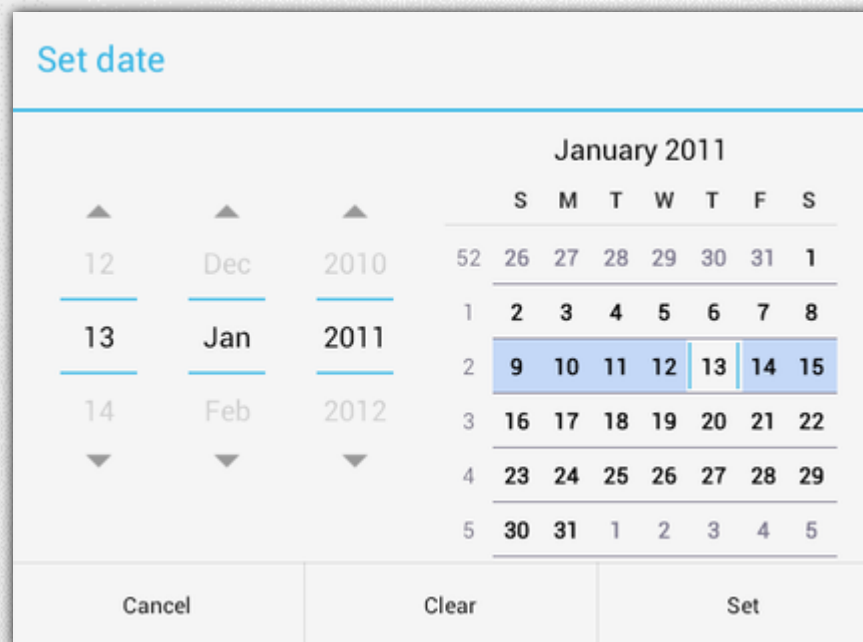 Set date
12 Dec 2010
13 Jan 2011
14 Feb 2012
January 2011
S M T W T F S
52 26 27 28 29 30 31 1
1 2 3 4 5 6 7 8
2 9 10 11 12 13 14 15
3 16 17 18 19 20 21 22
4 23 24 25 26 27 28 29
5 30 31 1 2 3 4 5
Cancel Clear Set